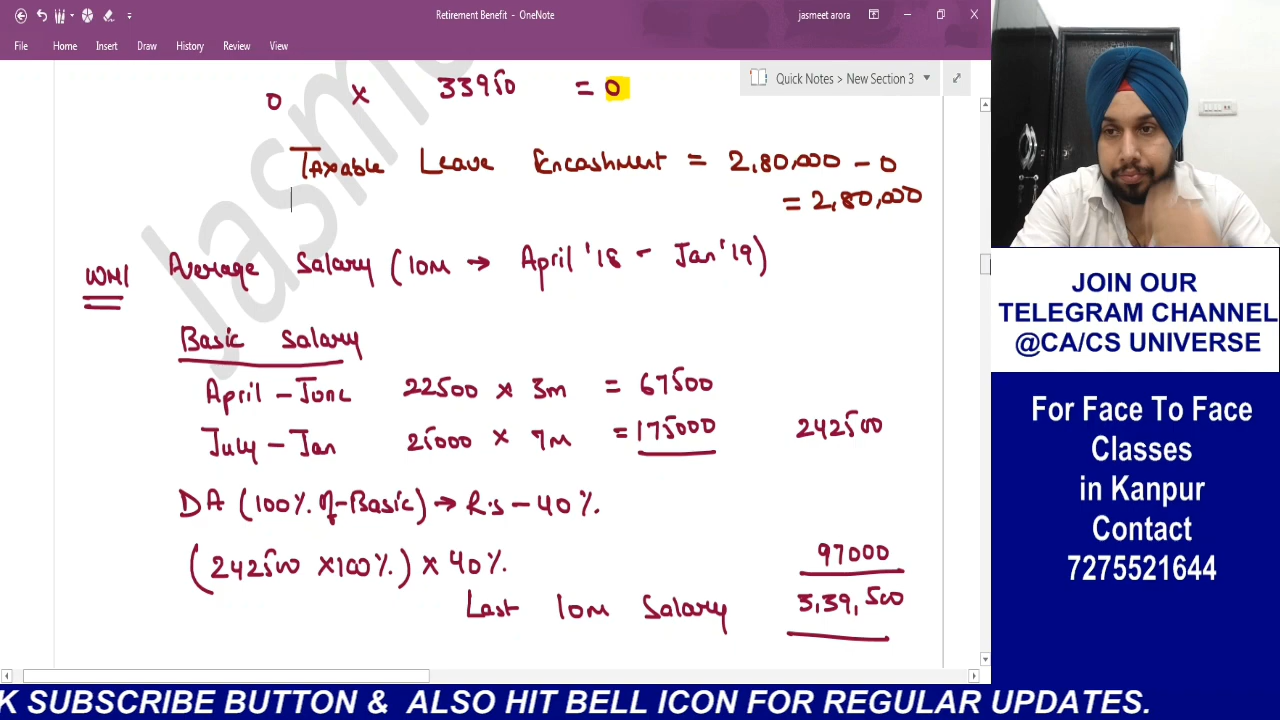 Retirement Benefit - OneNote
jasmeet arora
File Home Insert Draw History Review View
Quick Notes > New Section 3
0 × 33950 = 0
Taxable Leave Encashment = 2,80,000 - 0
= 2,80,000
WN1 Average Salary (10M → April '18 - Jan '19)
Basic Salary
April - June 22500 × 3m = 67500
July - Jan 25000 × 7M = 175000 242500
DA (100% of Basic) → R.s - 40%.
(242500 × 100%) × 40% 97000
Last 10M Salary 3,39,500
Jasm
JOIN OUR
TELEGRAM CHANNEL
@CA/CS UNIVERSE
For Face To Face
Classes
in Kanpur
Contact
7275521644
K SUBSCRIBE BUTTON & ALSO HIT BELL ICON FOR REGULAR UPDATES.